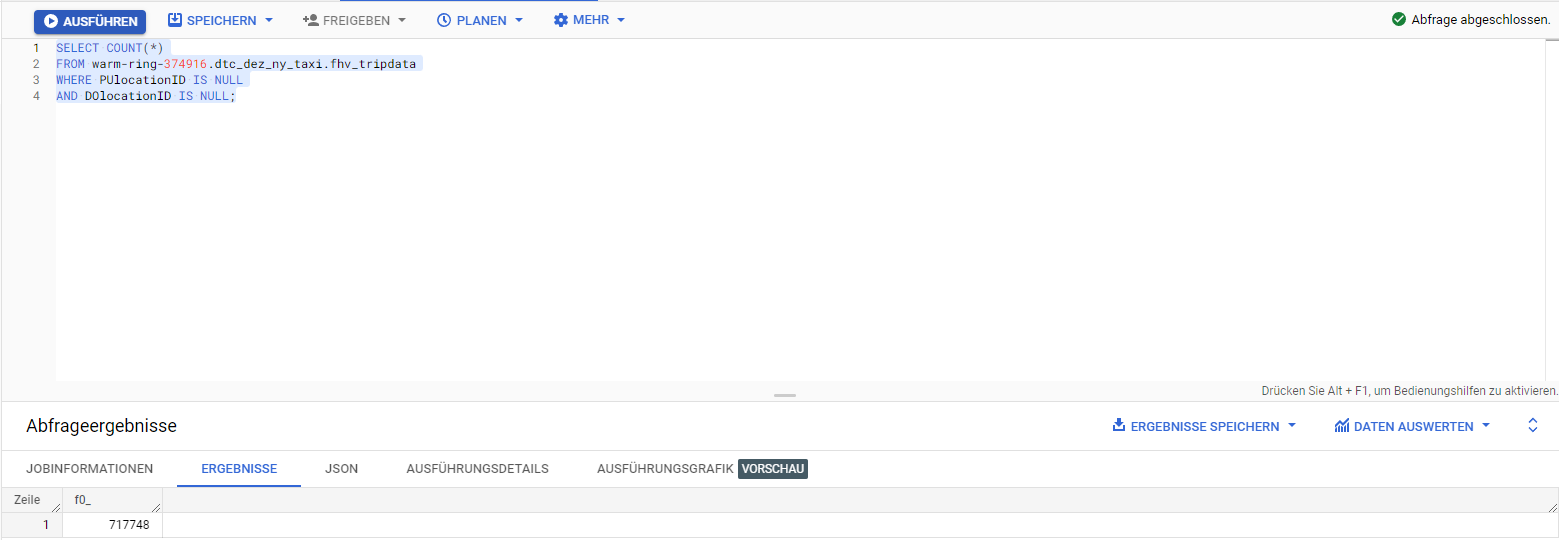 AUSFÜHREN SPEICHERN FREIGEBEN PLANEN MEHR Abfrage abgeschlossen.
1 SELECT COUNT(*)
2 FROM warm-ring-374916.dtc_dez_ny_taxi.fhv_tripdata
3 WHERE PUlocationID IS NULL
4 AND DOlocationID IS NULL;
Drücken Sie Alt + F1, um Bedienungshilfen zu aktivieren.
Abfrageergebnisse ERGEBNISSE SPEICHERN DATEN AUSWERTEN
JOBINFORMATIONEN ERGEBNISSE JSON AUSFÜHRUNGSDETAILS AUSFÜHRUNGSGRAFIK VORSCHAU
Zeile f0_
1 717748